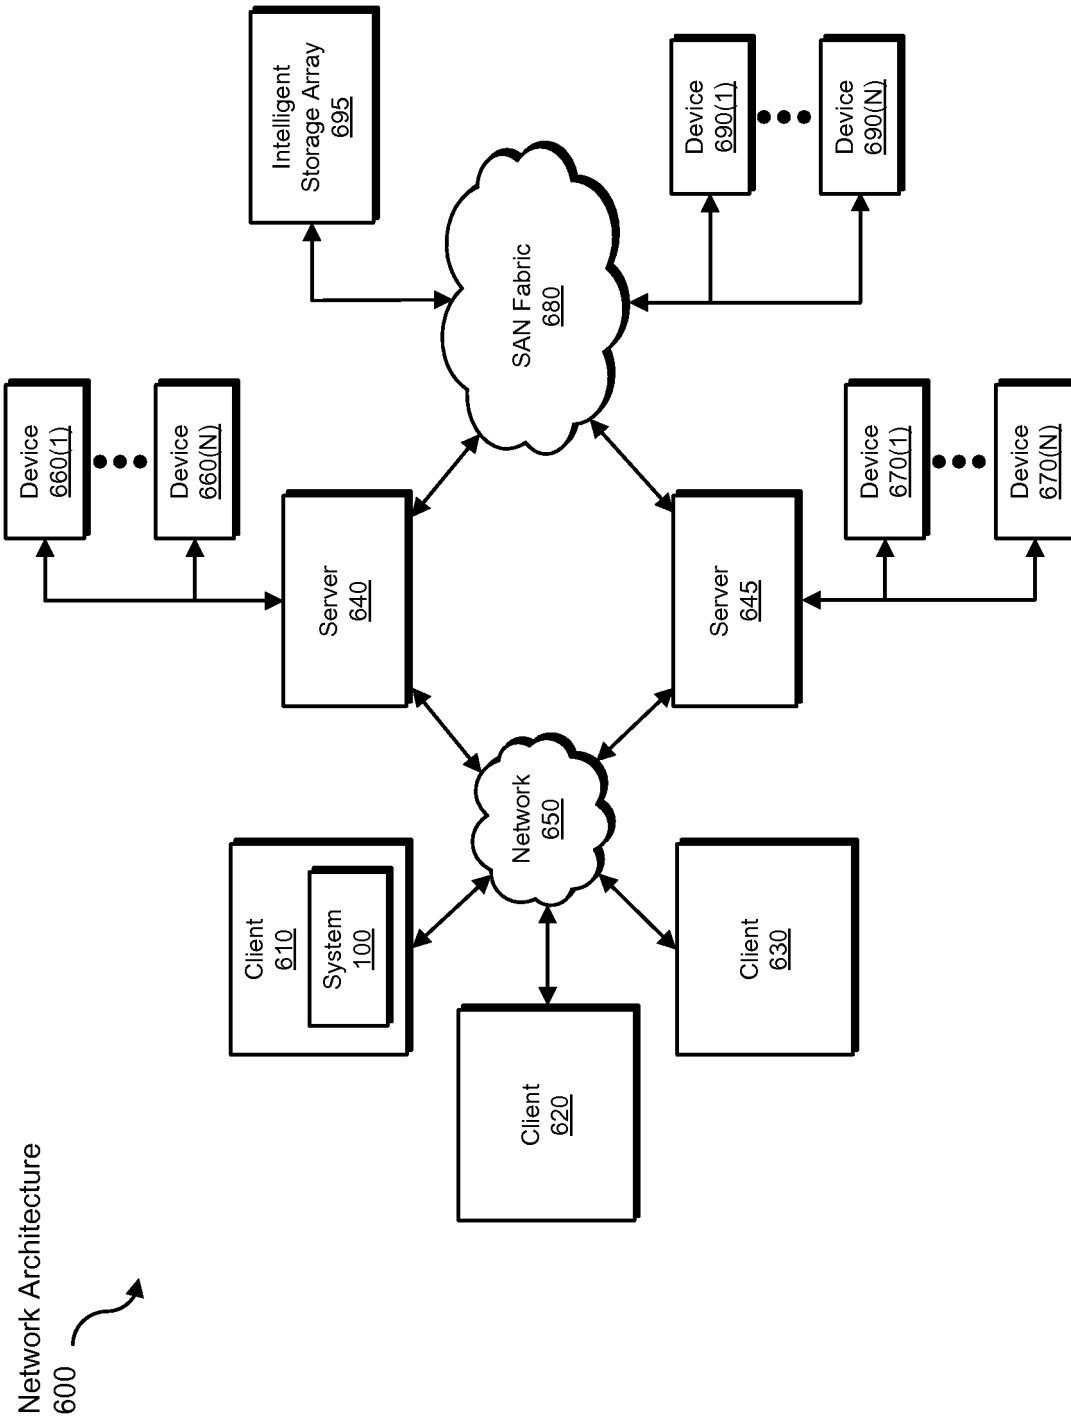 Network Architecture
600
Client
610
System
100
Client
620
Client
630
Network
650
Server
640
Server
645
Device
660(1)
Device
660(N)
Device
670(1)
Device
670(N)
SAN Fabric
680
Intelligent
Storage Array
695
Device
690(1)
Device
690(N)